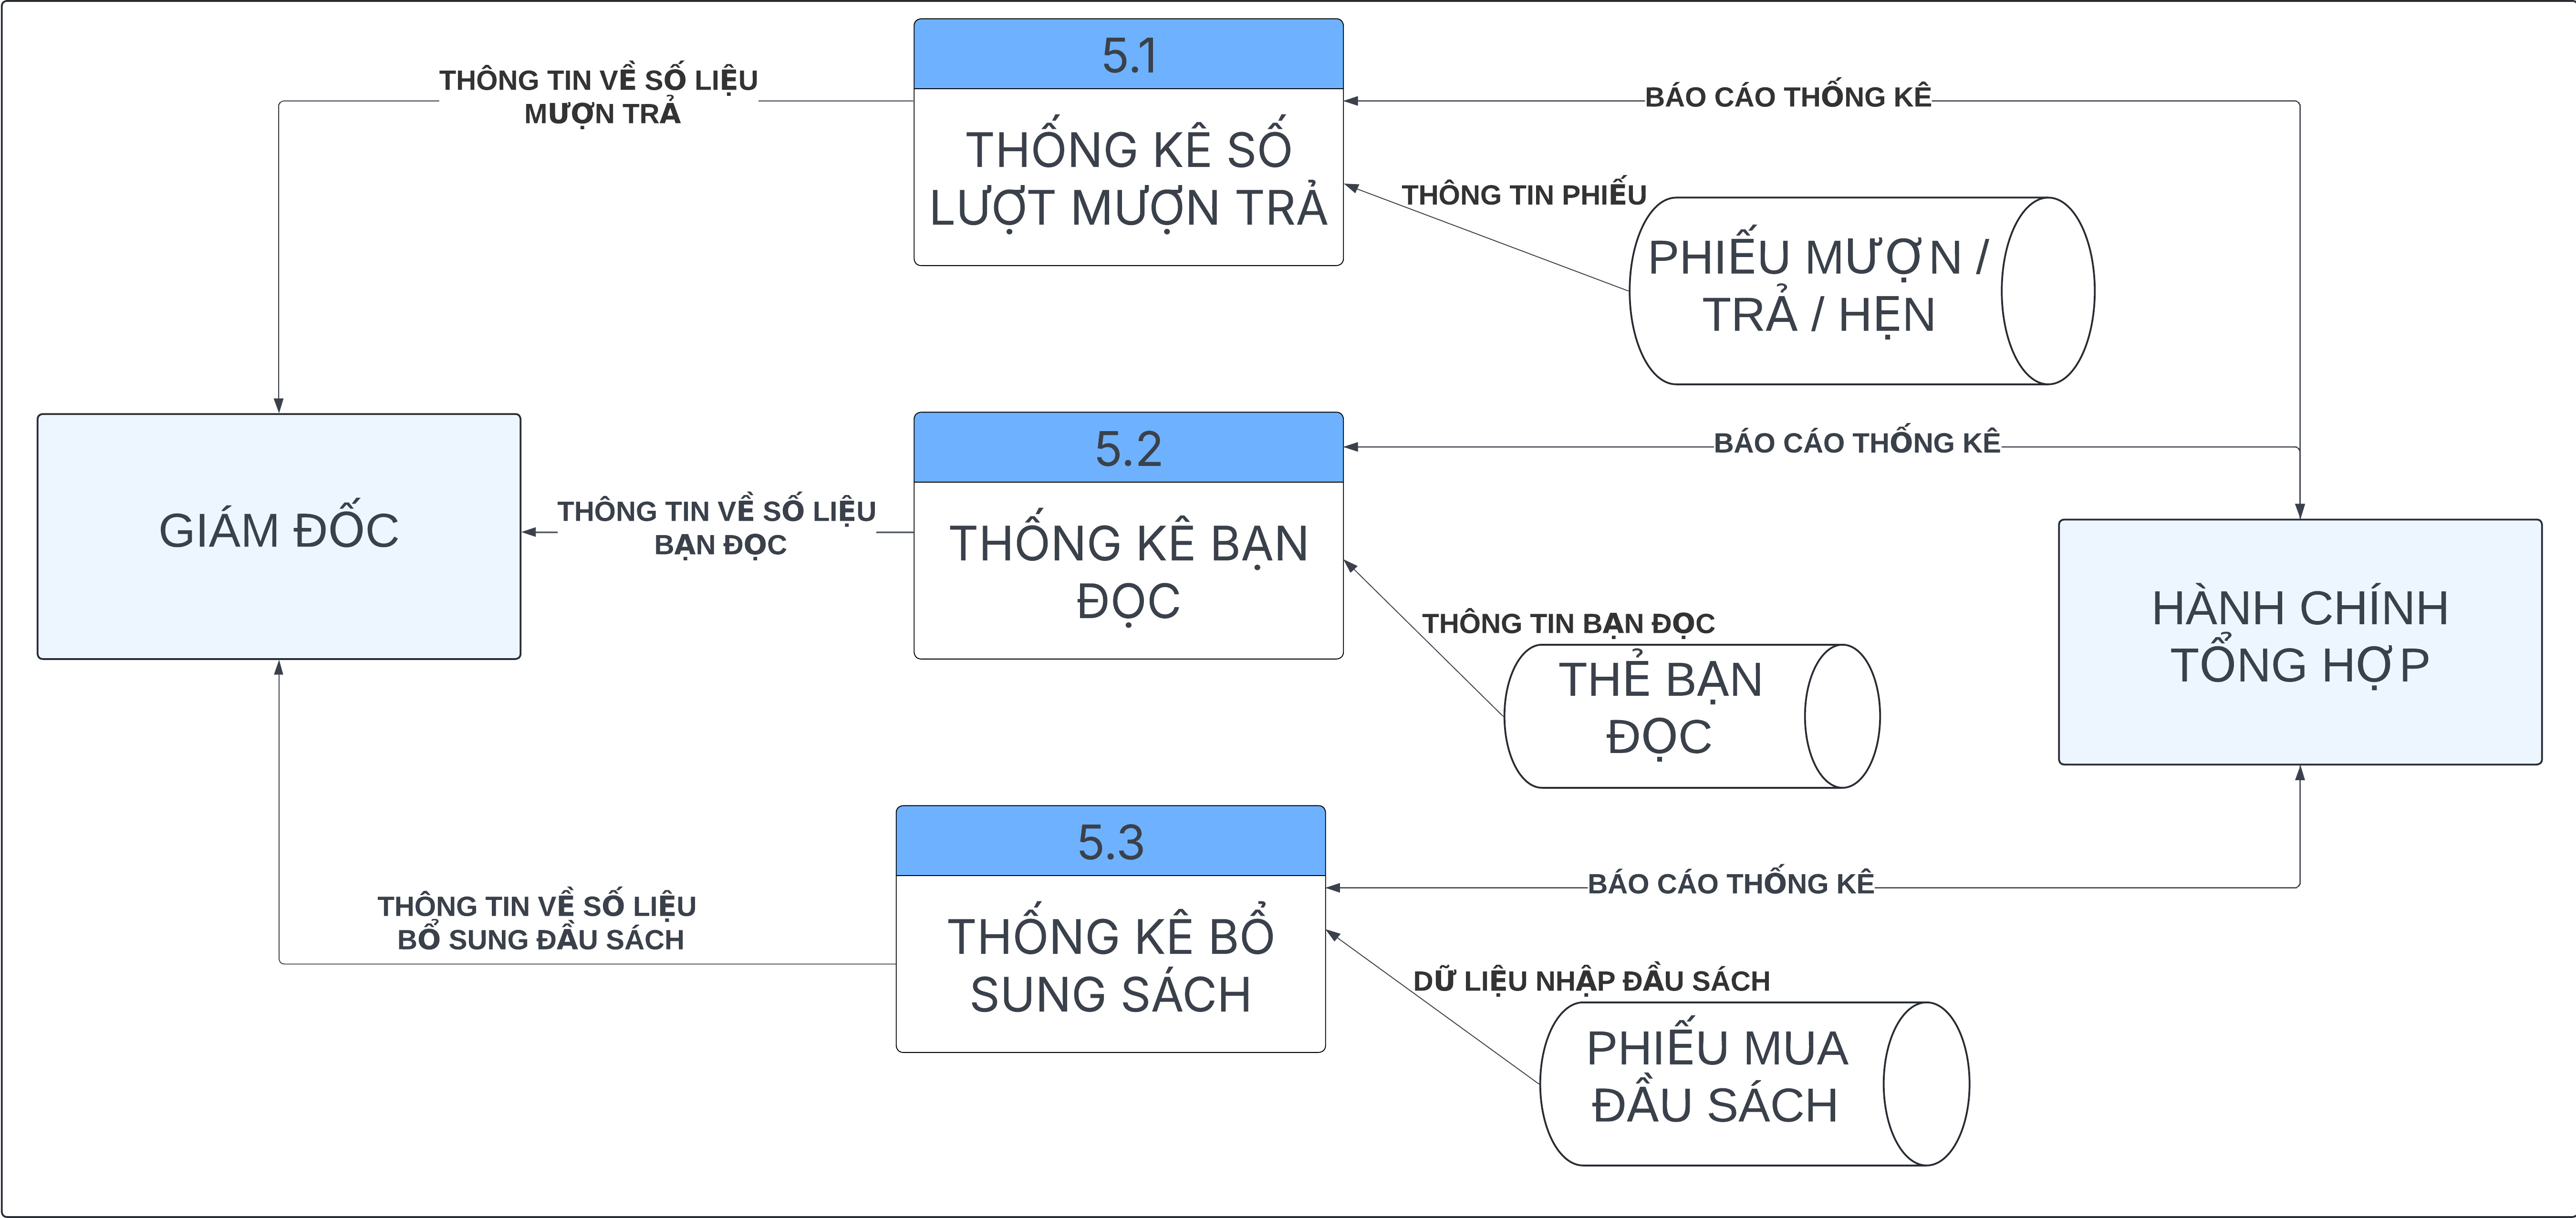 5.1
THỐNG KÊ SỐ
LƯỢT MƯỢN TRẢ
THÔNG TIN VỀ SỐ LIỆU
MƯỢN TRẢ
BÁO CÁO THỐNG KÊ
THÔNG TIN PHIẾU
PHIẾU MƯỢN /
TRẢ / HẸN
GIÁM ĐỐC
THÔNG TIN VỀ SỐ LIỆU
BẠN ĐỌC
5.2
THỐNG KÊ BẠN
ĐỌC
BÁO CÁO THỐNG KÊ
THÔNG TIN BẠN ĐỌC
THẺ BẠN
ĐỌC
HÀNH CHÍNH
TỔNG HỢP
5.3
THỐNG KÊ BỔ
SUNG SÁCH
THÔNG TIN VỀ SỐ LIỆU
BỔ SUNG ĐẦU SÁCH
BÁO CÁO THỐNG KÊ
DỮ LIỆU NHẬP ĐẦU SÁCH
PHIẾU MUA
ĐẦU SÁCH